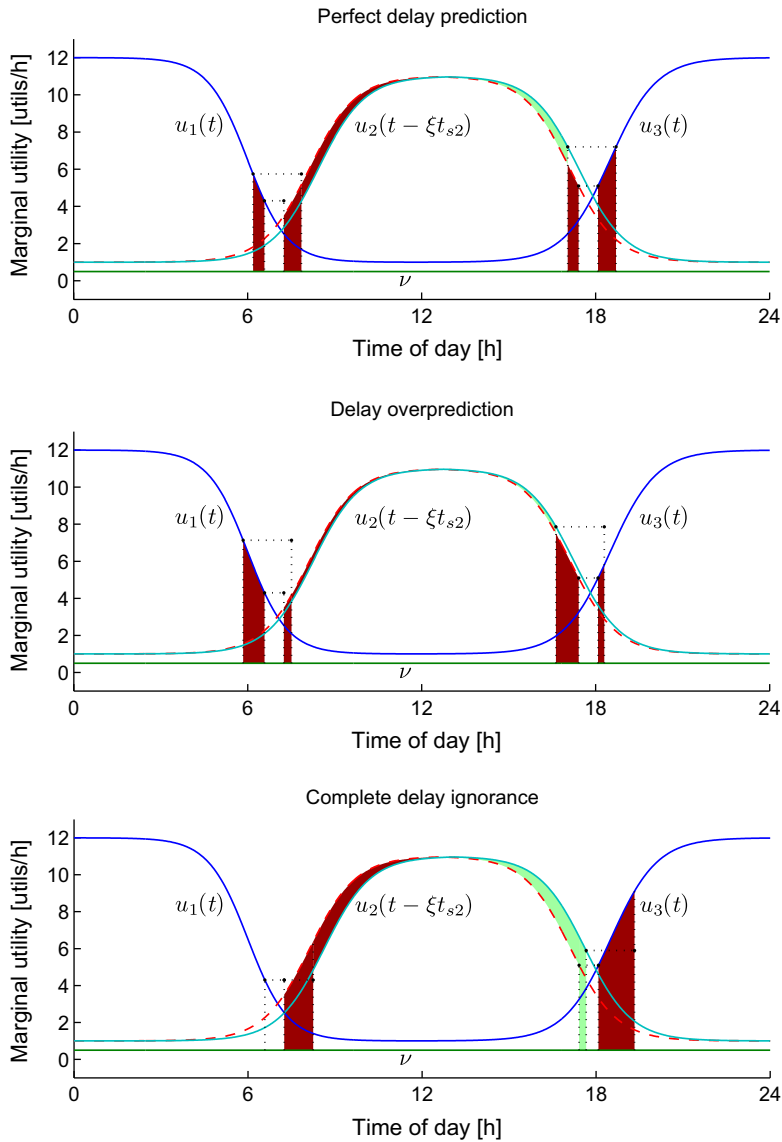 Perfect delay prediction
Marginal utility [utils/h]
12
10
8
6
4
2
0
u₁(t)
u₂(t − ξtₛ₂)
u₃(t)
ν
0 6 12 18 24
Time of day [h]
Delay overprediction
Marginal utility [utils/h]
12
10
8
6
4
2
0
u₁(t)
u₂(t − ξtₛ₂)
u₃(t)
ν
0 6 12 18 24
Time of day [h]
Complete delay ignorance
Marginal utility [utils/h]
12
10
8
6
4
2
0
u₁(t)
u₂(t − ξtₛ₂)
u₃(t)
ν
0 6 12 18 24
Time of day [h]